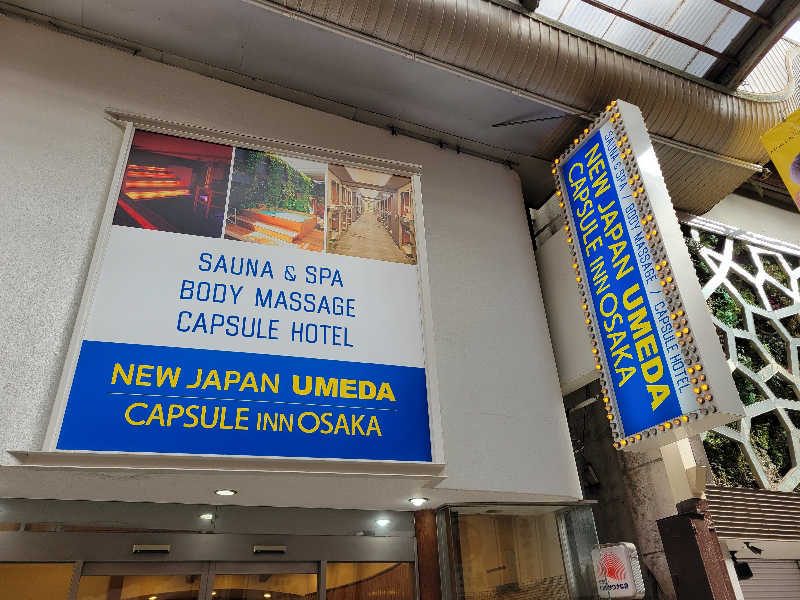 SAUNA & SPA
BODY MASSAGE
CAPSULE HOTEL
NEW JAPAN UMEDA
CAPSULE INN OSAKA
SAUNA & SPA / BODY MASSAGE / CAPSULE HOTEL
NEW JAPAN UMEDA
CAPSULE INN OSAKA